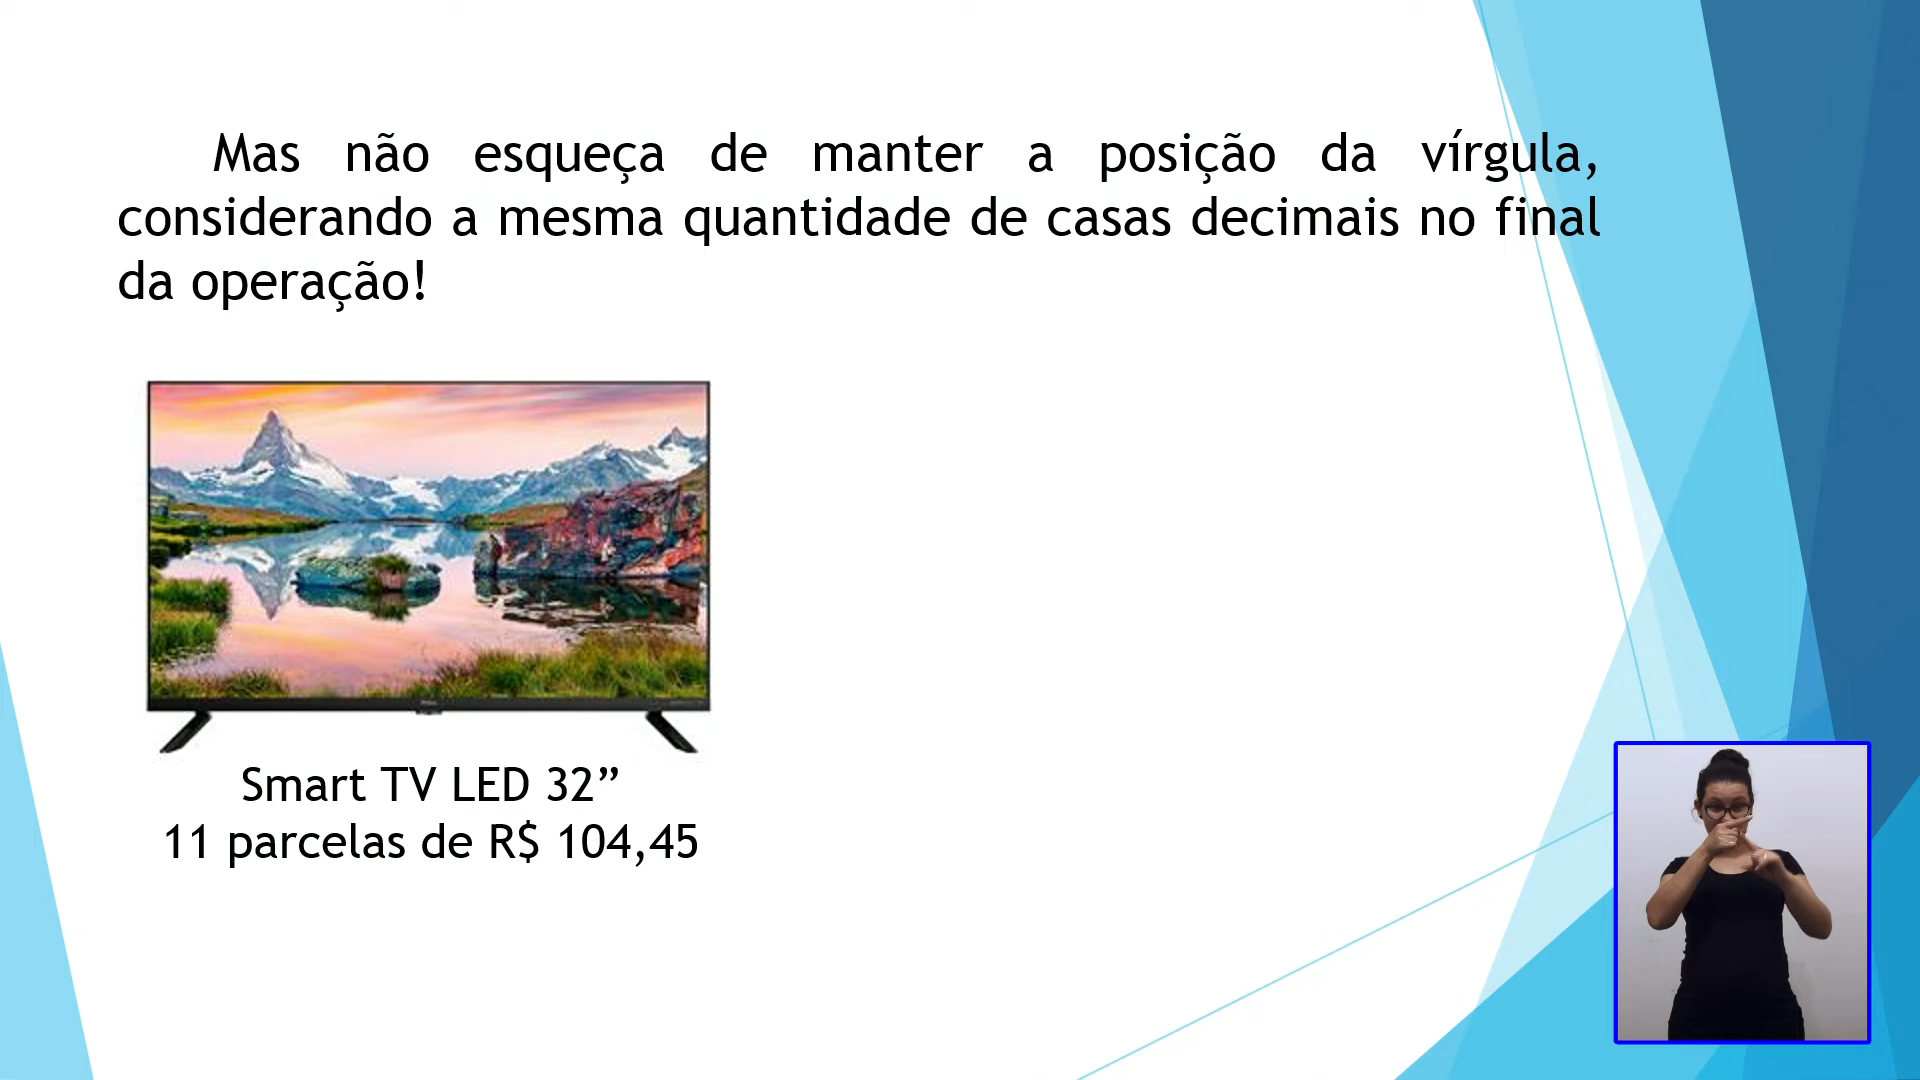 Mas não esqueça de manter a posição da vírgula,
considerando a mesma quantidade de casas decimais no final
da operação!
Smart TV LED 32”
11 parcelas de R$ 104,45